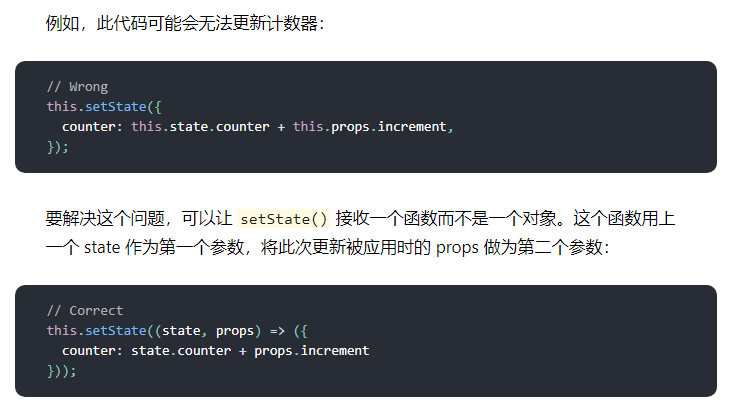 例如，此代码可能会无法更新计数器：
// Wrong
this.setState({
  counter: this.state.counter + this.props.increment,
});
要解决这个问题，可以让 setState() 接收一个函数而不是一个对象。这个函数用上
一个 state 作为第一个参数，将此次更新被应用时的 props 做为第二个参数：
// Correct
this.setState((state, props) => ({
  counter: state.counter + props.increment
}));